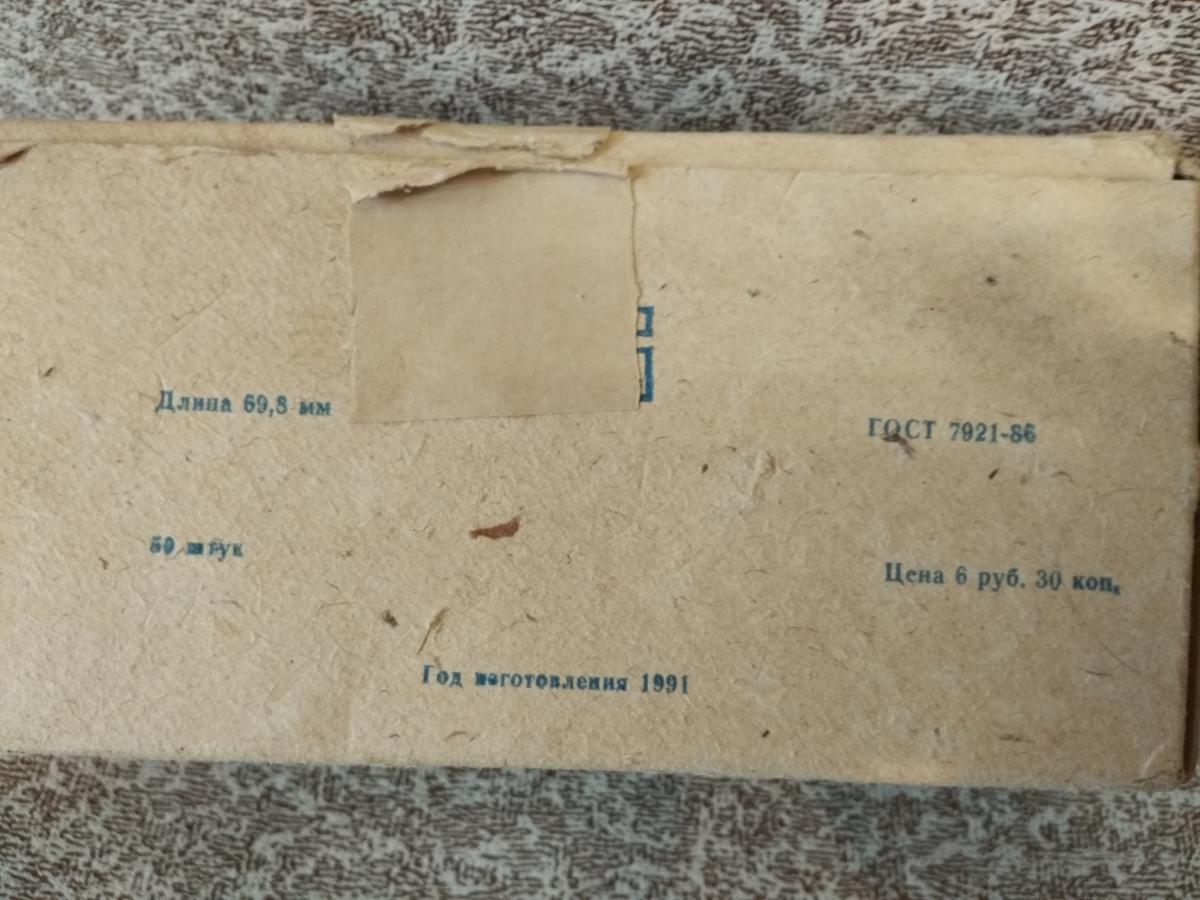 Длина 69,8 мм
ГОСТ 7921-86
50 штук
Цена 6 руб. 30 коп.
Год изготовления 1991